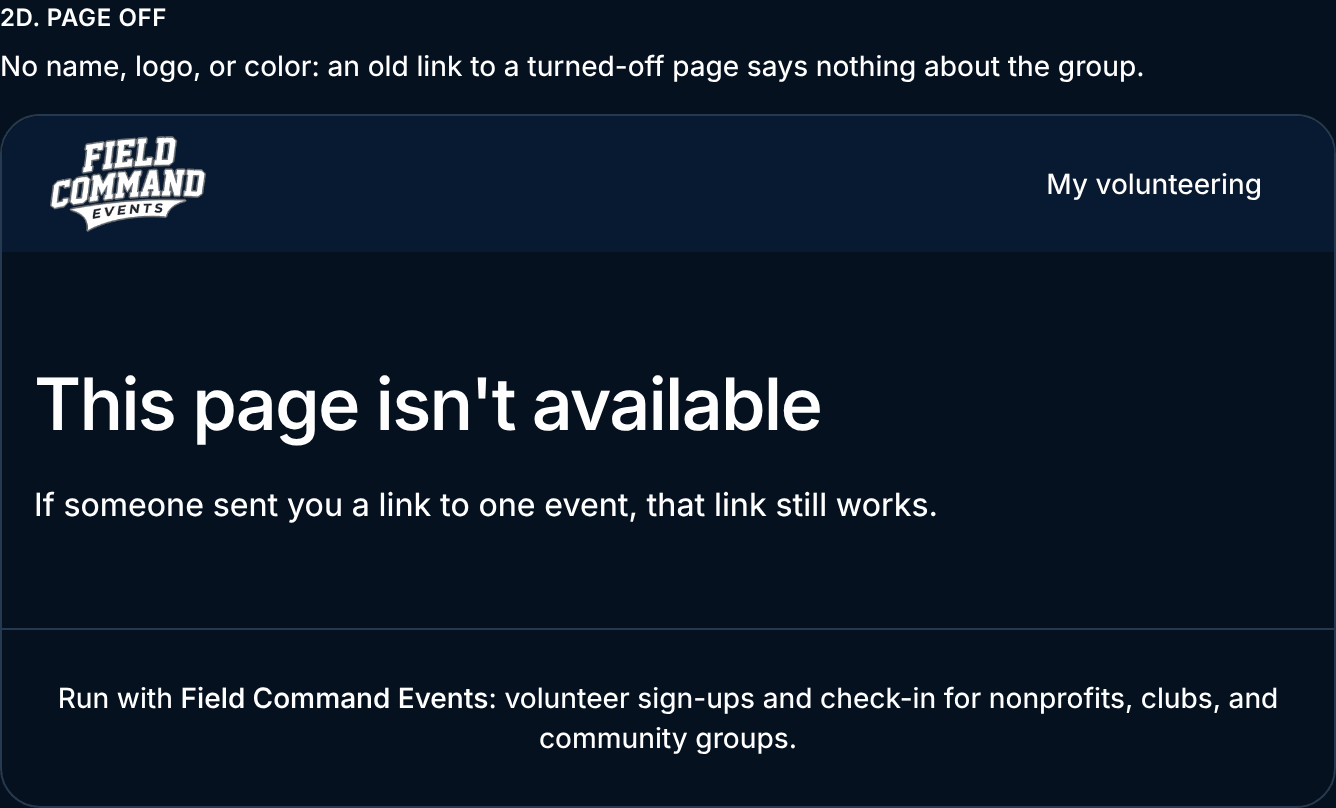 2D. PAGE OFF
No name, logo, or color: an old link to a turned-off page says nothing about the group.
FIELD
COMMAND
EVENTS
My volunteering
This page isn't available
If someone sent you a link to one event, that link still works.
Run with Field Command Events: volunteer sign-ups and check-in for nonprofits, clubs, and
community groups.